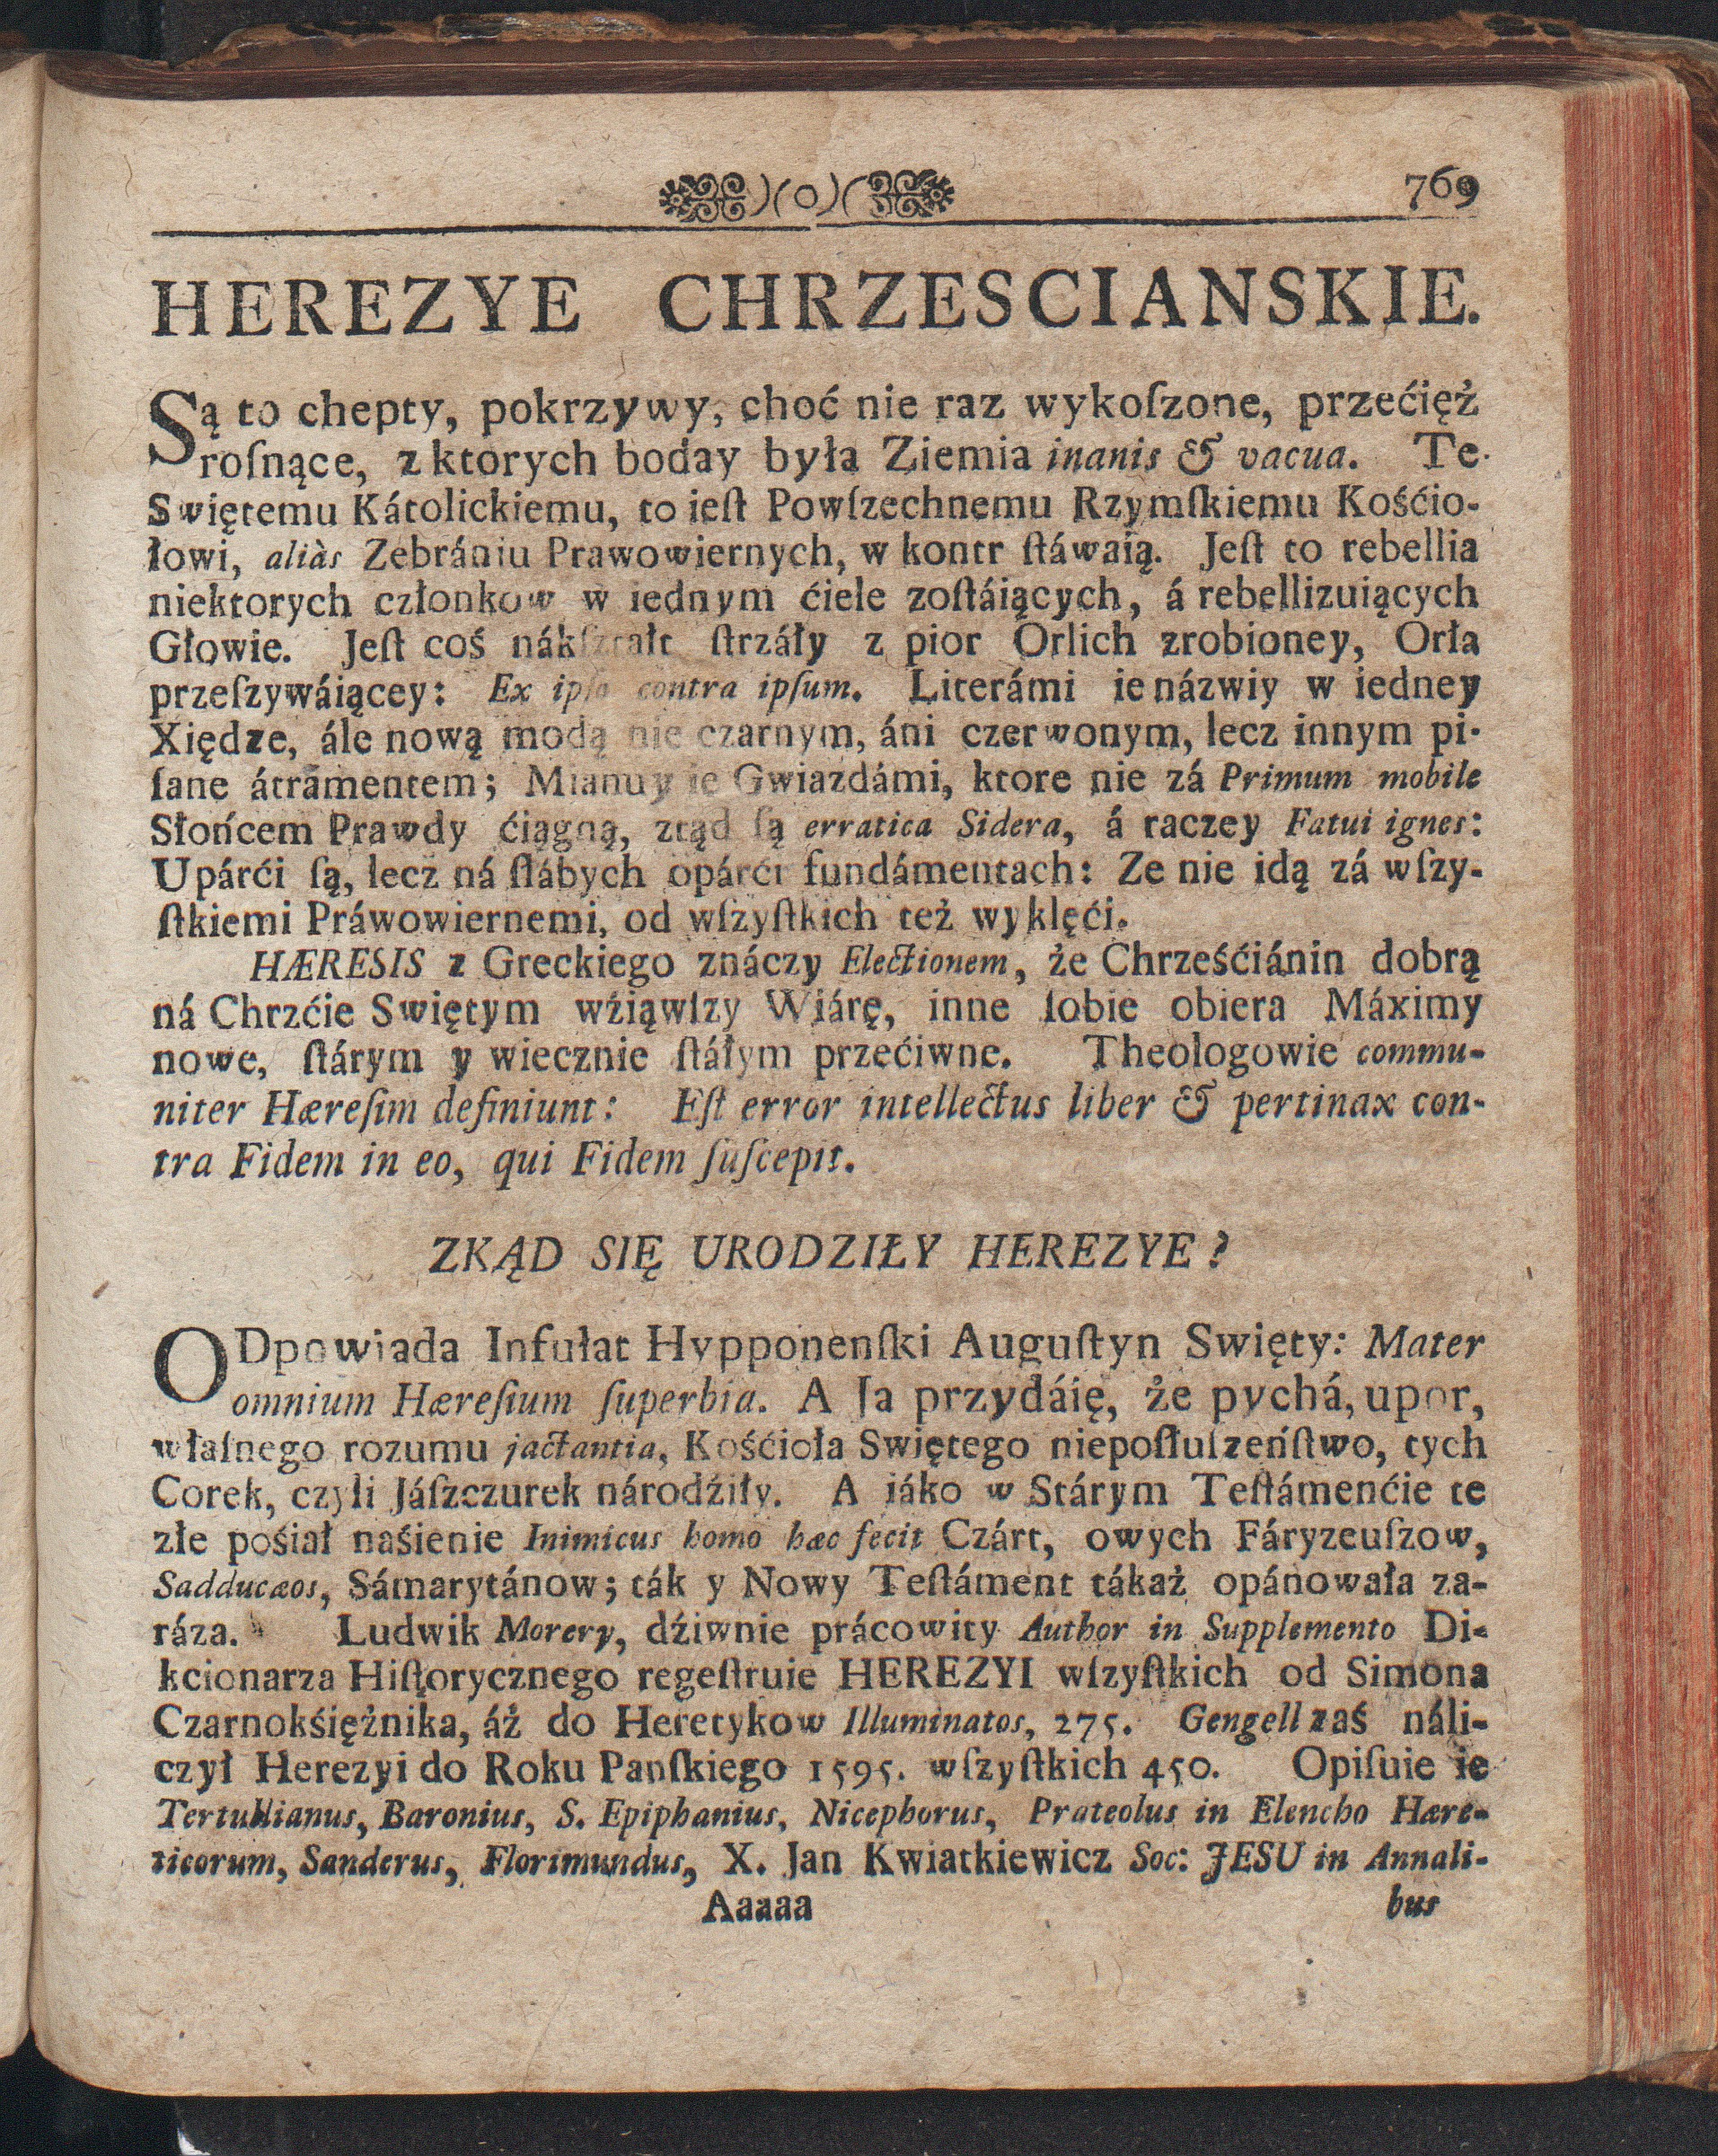 )(o)( 769
HEREZYE CHRZESCIANSKIE.
Są to chepty, pokrzywy, choć nie raz wykoſzone, przećięż
roſnące, z ktorych boday była Ziemia inanis & vacua. Te
Swiętemu Kátolickiemu, to ieſt Powſzechnemu Rzymſkiemu Kośćio-
łowi, aliàs Zebrániu Prawowiernych, w kontr ſtáwaią. Jeſt to rebellia
niektorych członkow w iednym ćiele zoſtáiących, á rebellizuiących
Głowie. Jeſt coś nákſztałt ſtrzáły z pior Orlich zrobioney, Orła
przeſzywáiącey: Ex ipſo contra ipſum. Literámi ie názwiy w iedney
Xiędze, ále nową modą nie czarnym, áni czerwonym, lecz innym pi-
ſane átrámentem; Mianuy ie Gwiazdámi, ktore nie zá Primum mobile
Słońcem Prawdy ćiągną, ztąd ſą erratica Sidera, á raczey Fatui ignes:
Upárći ſą, lecz ná ſłábych opárći fundámentach: Ze nie idą zá wſzy-
ſtkiemi Práwowiernemi, od wſzyſtkich też wyklęći.
HÆRESIS z Greckiego znáczy Electionem, że Chrześćiánin dobrą
ná Chrzćie Swiętym wźiąwſzy Wiárę, inne ſobie obiera Máximy
nowe, ſtárym y wiecznie ſtáłym przećiwne. Theologowie commu-
niter Hæreſim definiunt: Eſt error intellectus liber & pertinax con-
tra Fidem in eo, qui Fidem ſuſcepit.
ZKĄD SIĘ URODZIŁY HEREZYE?
ODpowiada Infułat Hypponenſki Auguſtyn Swięty: Mater
omnium Hæreſium ſuperbia. A Ja przydáię, że pychá, upor,
własſnego rozumu jactantia, Kośćioła Swiętego niepoſłuſzeńſtwo, tych
Corek, czyli Jáſzczurek národźiły. A iáko w Stárym Teſtámenćie te
złe pośiał naśienie Inimicus homo hæc fecit Czárt, owych Fáryzeuſzow,
Sadducæos, Sámarytánow; ták y Nowy Teſtáment tákaż opánowała za-
ráza. Ludwik Morery, dźiwnie prácowity Author in Supplemento Di-
kcionarza Hiſtorycznego regeſtruie HEREZYI wſzyſtkich od Simona
Czarnokśiężnika, áż do Heretykow Illuminatos, 275. Gengell zaś náli-
czył Herezyi do Roku Panſkiego 1595. wſzyſtkich 450. Opiſuie ie
Tertullianus, Baronius, S. Epiphanius, Nicephorus, Prateolus in Elencho Hære-
ticorum, Sanderus, Florimundus, X. Jan Kwiatkiewicz Soc: JESU in Annali-
Aaaaa bus